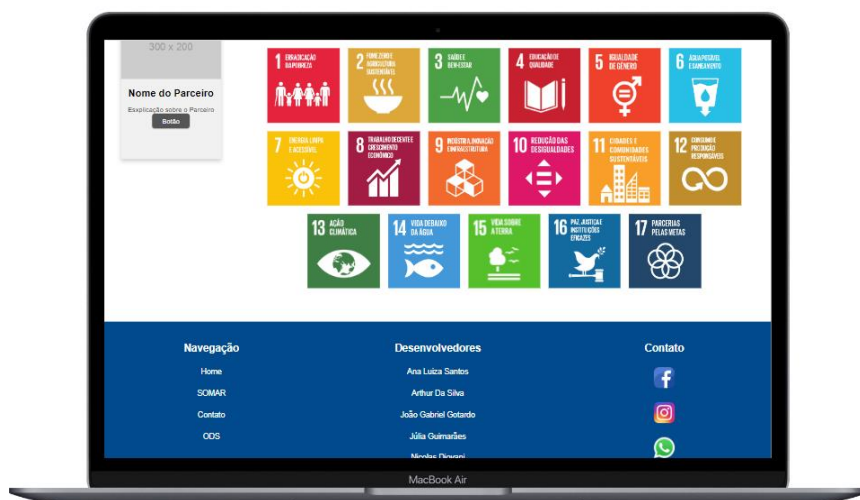 300 x 200
Nome do Parceiro
Esxplicação sobre o Parceiro
Botão
1 ERRADICAÇÃO
DA POBREZA
2 FOME ZERO E
AGRICULTURA
SUSTENTÁVEL
3 SAÚDE E
BEM-ESTAR
4 EDUCAÇÃO DE
QUALIDADE
5 IGUALDADE
DE GÊNERO
6 ÁGUA POTÁVEL
E SANEAMENTO
7 ENERGIA LIMPA
E ACESSÍVEL
8 TRABALHO DECENTE E
CRESCIMENTO
ECONÔMICO
9 INDÚSTRIA, INOVAÇÃO
E INFRAESTRUTURA
10 REDUÇÃO DAS
DESIGUALDADES
11 CIDADES E
COMUNIDADES
SUSTENTÁVEIS
12 CONSUMO E
PRODUÇÃO
RESPONSÁVEIS
13 AÇÃO
CLIMÁTICA
14 VIDA DEBAIXO
DA ÁGUA
15 VIDA SOBRE
A TERRA
16 PAZ, JUSTIÇA E
INSTITUIÇÕES
EFICAZES
17 PARCERIAS
PELAS METAS
Navegação
Home
SOMAR
Contato
ODS
Desenvolvedores
Ana Luiza Santos
Arthur Da Silva
João Gabriel Gotardo
Júlia Guimarães
Nicolas Diovani
Contato
MacBook Air